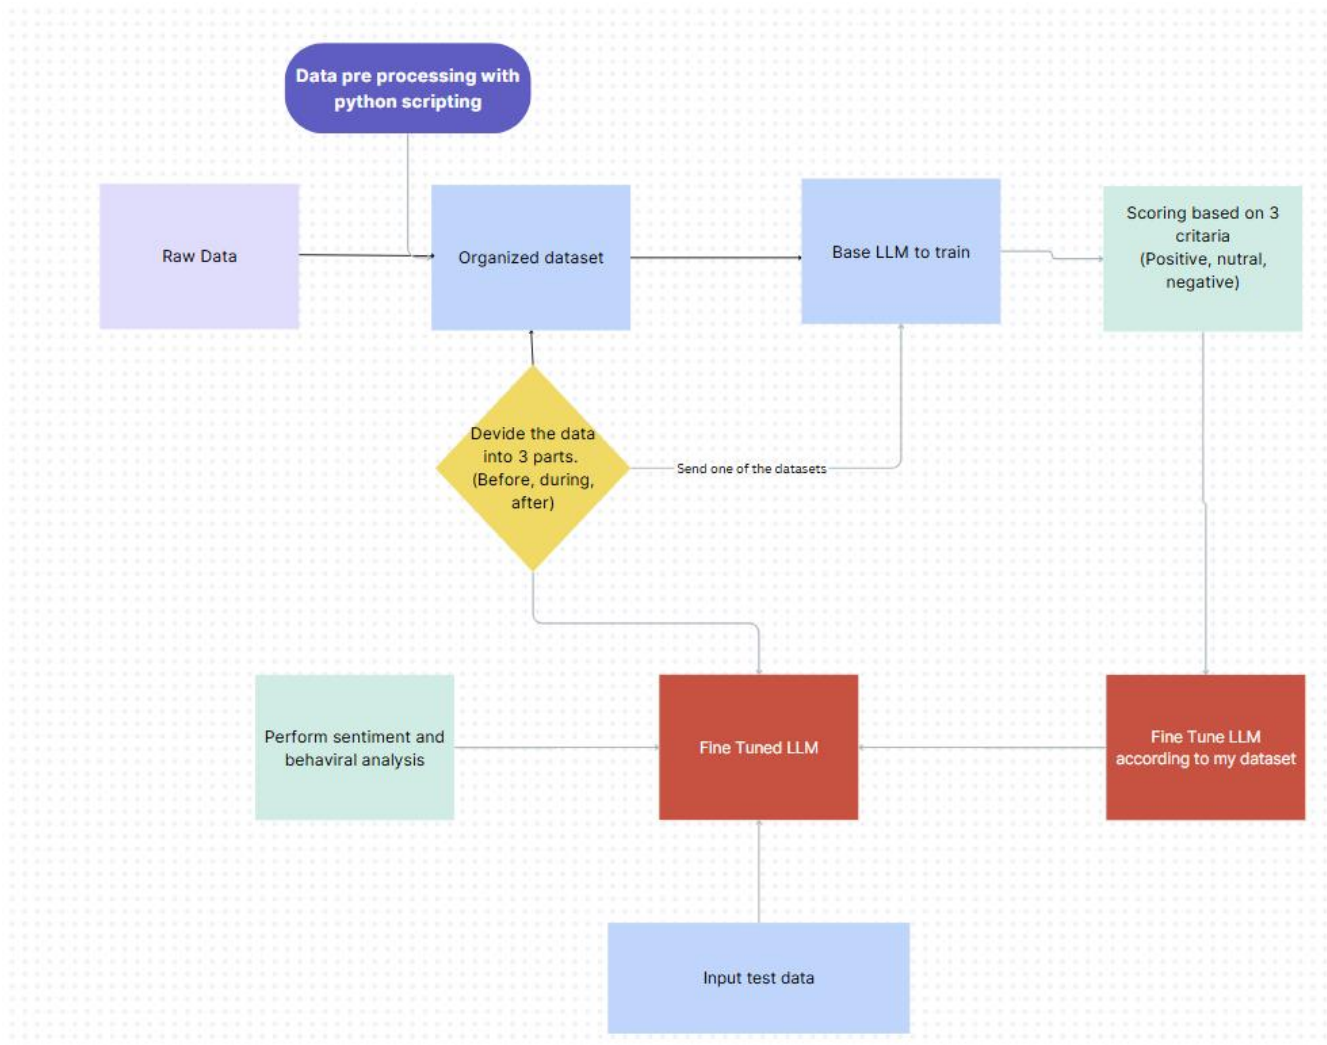 Data pre processing with
python scripting
Raw Data
Organized dataset
Base LLM to train
Scoring based on 3
critaria
(Positive, nutral,
negative)
Devide the data
into 3 parts.
(Before, during,
after)
Send one of the datasets
Perform sentiment and
behaviral analysis
Fine Tuned LLM
Fine Tune LLM
according to my dataset
Input test data